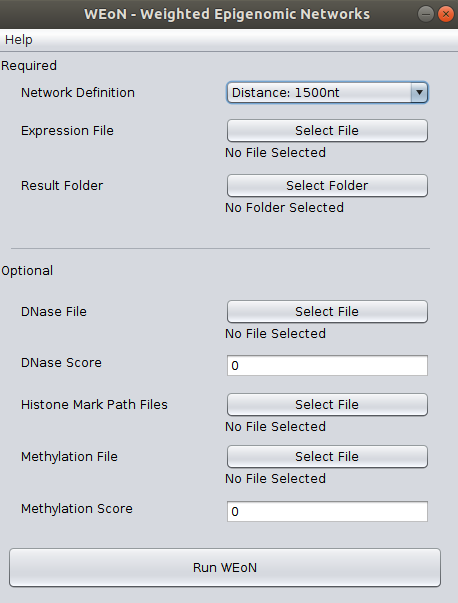 WEoN - Weighted Epigenomic Networks
Help
Required
Network Definition Distance: 1500nt
Expression File Select File
No File Selected
Result Folder Select Folder
No Folder Selected
Optional
DNase File Select File
No File Selected
DNase Score 0
Histone Mark Path Files Select File
No File Selected
Methylation File Select File
No File Selected
Methylation Score 0
Run WEoN